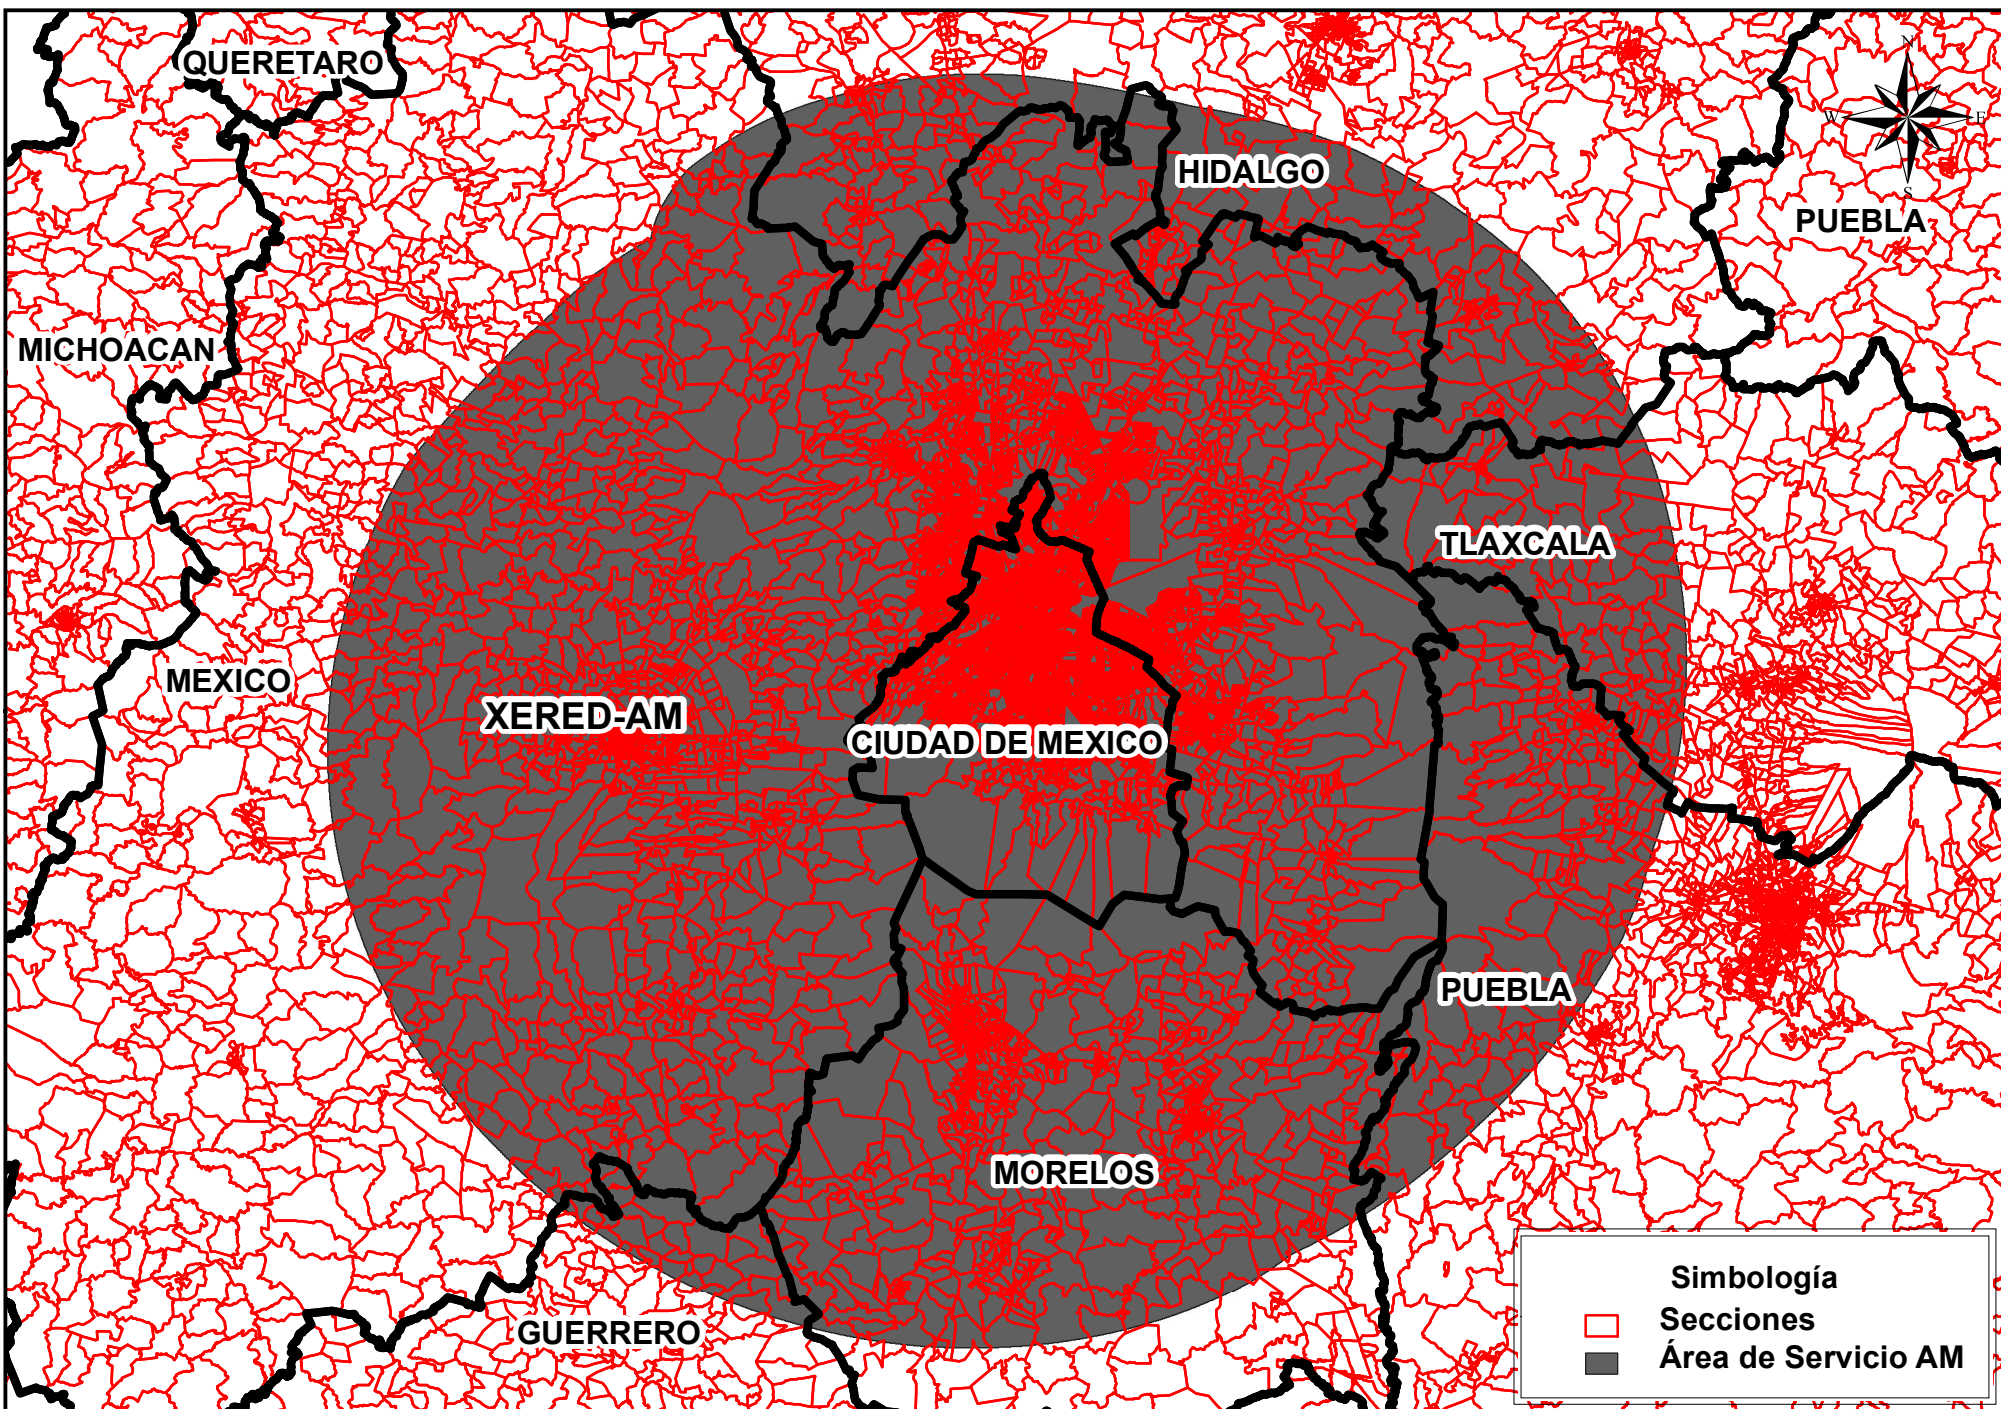 N
QUERETARO
W
E
HIDALGO
S
PUEBLA
MICHOACAN
TLAXCALA
MEXICO
XERED-AM
CIUDAD DE MEXICO
PUEBLA
MORELOS
GUERRERO
Simbología
Secciones
Área de Servicio AM